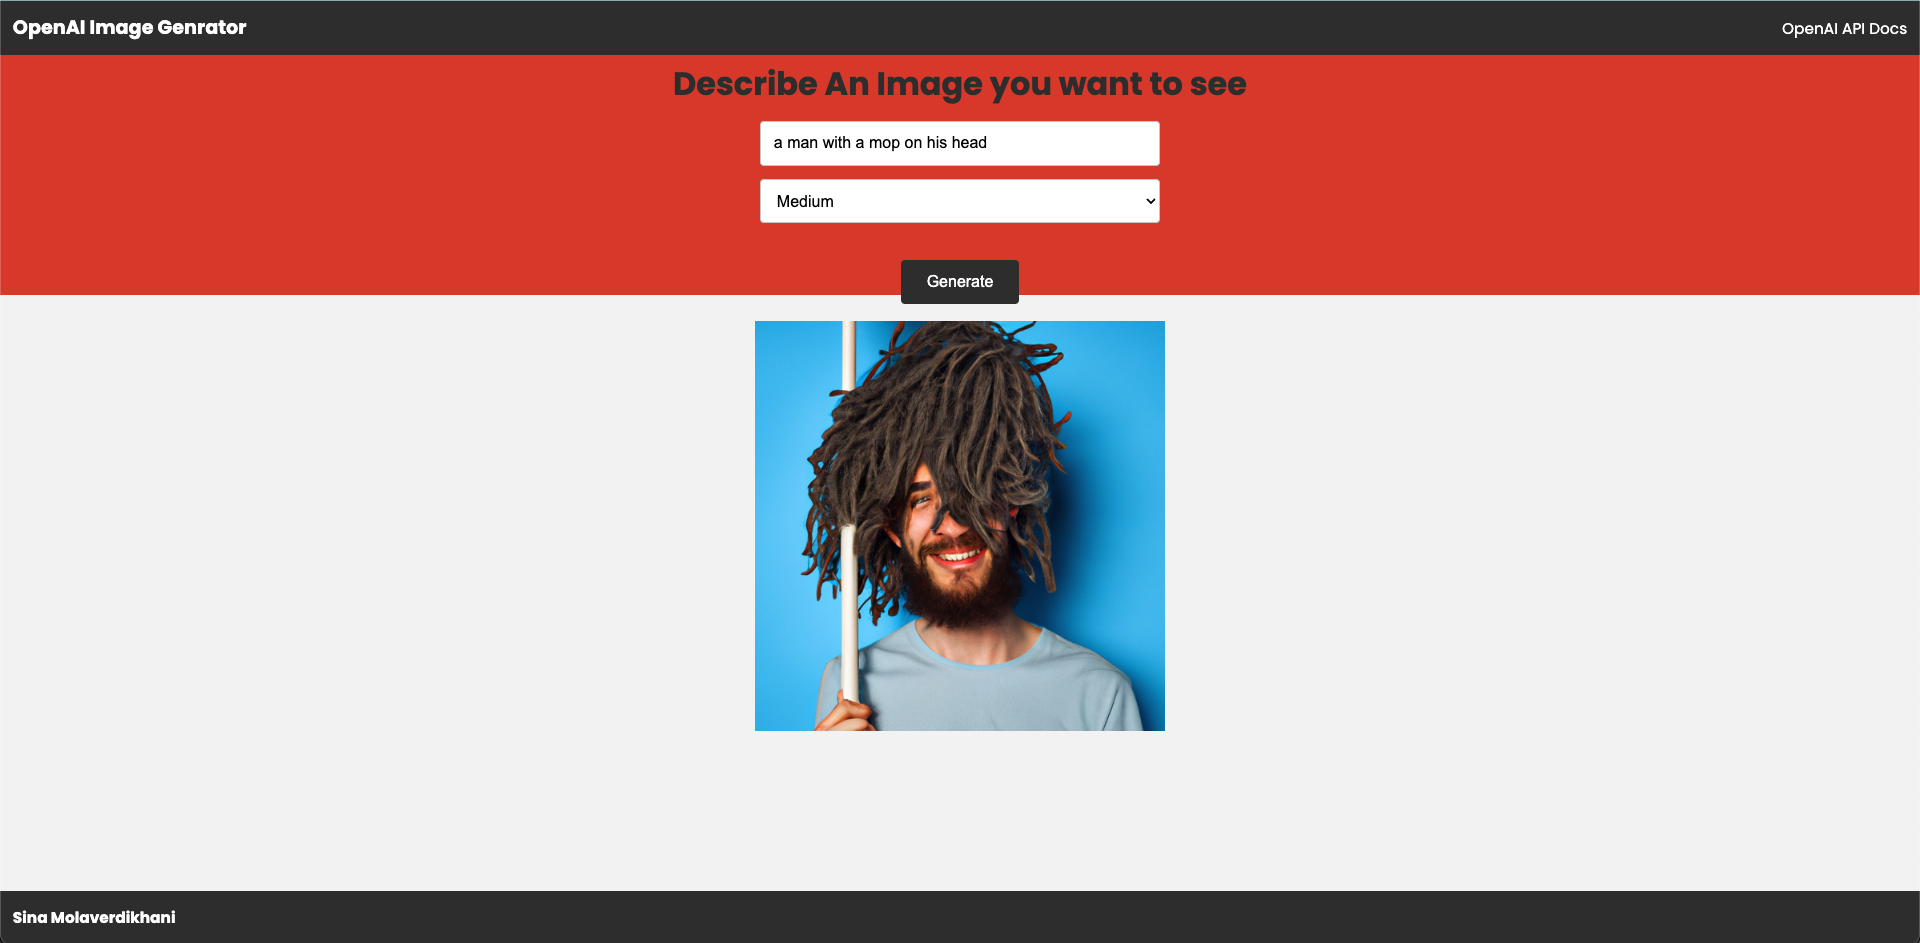 OpenAI Image Genrator
OpenAI API Docs
Describe An Image you want to see
a man with a mop on his head
Medium
Generate
Sina Molaverdikhani